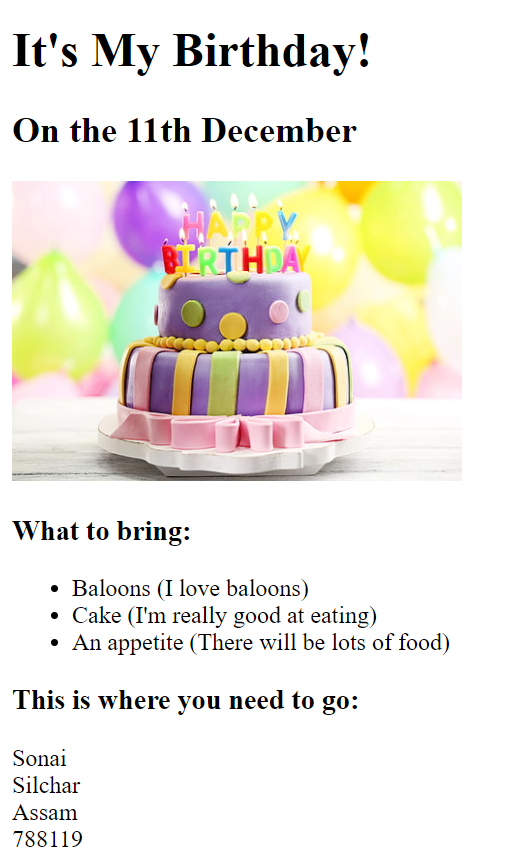 It's My Birthday!
On the 11th December
HAPPY
BIRTHDAY
What to bring:
Baloons (I love baloons)
Cake (I'm really good at eating)
An appetite (There will be lots of food)
This is where you need to go:
Sonai
Silchar
Assam
788119